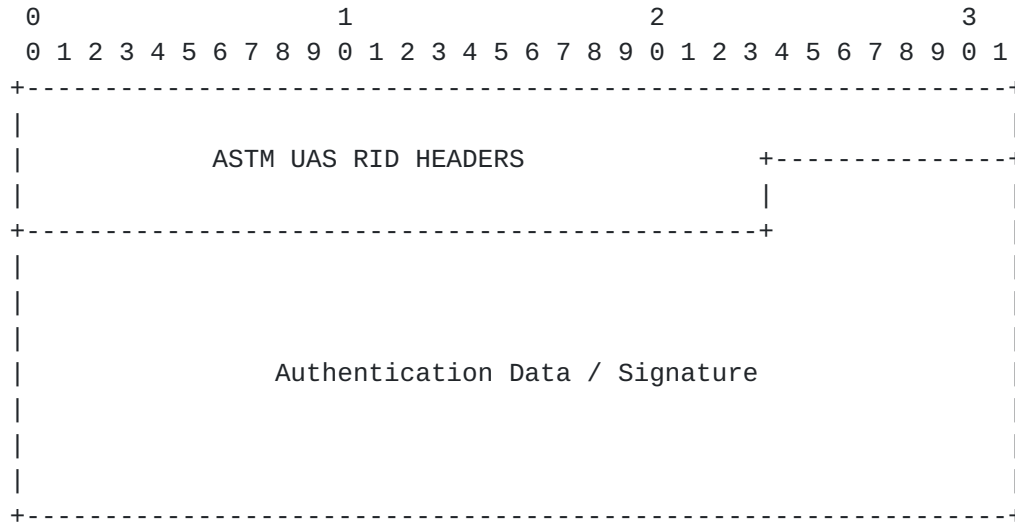 0                   1                   2                   3
0 1 2 3 4 5 6 7 8 9 0 1 2 3 4 5 6 7 8 9 0 1 2 3 4 5 6 7 8 9 0 1
ASTM UAS RID HEADERS
Authentication Data / Signature